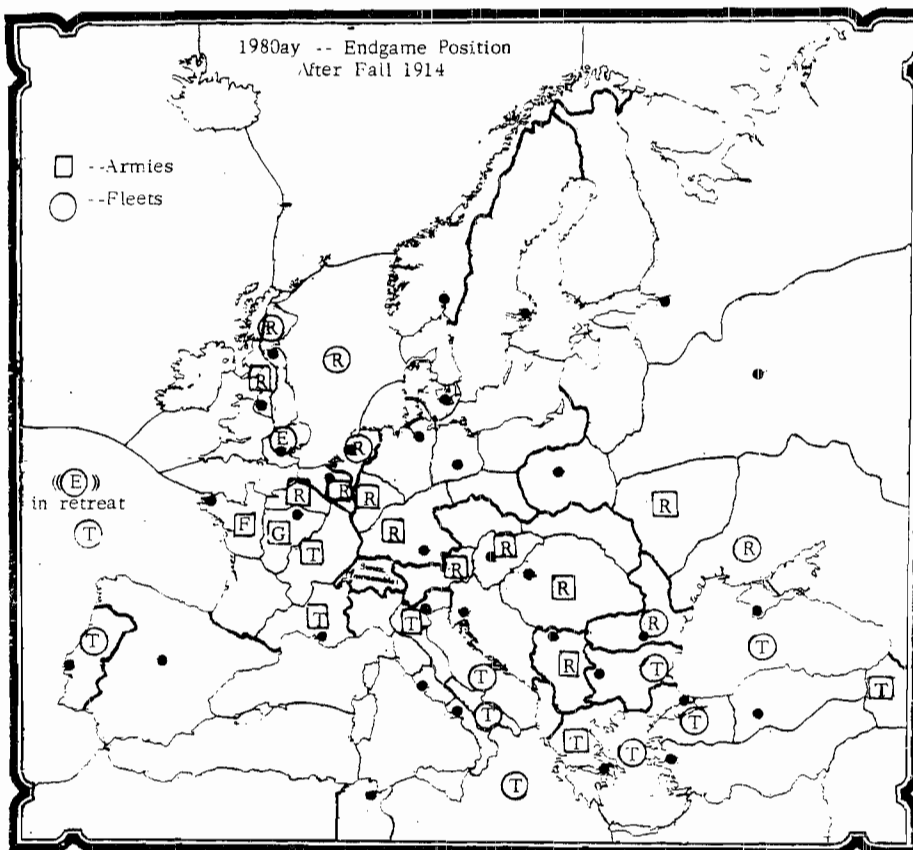 1980ay -- Endgame Position
After Fall 1914
--Armies
--Fleets
R
R
R
E
R
((E))
in retreat
R
R
R
R
F
G
T
R
T
R
R
R
R
T
T
T
R
T
T
R
T
T
T
T
T
T
T
T